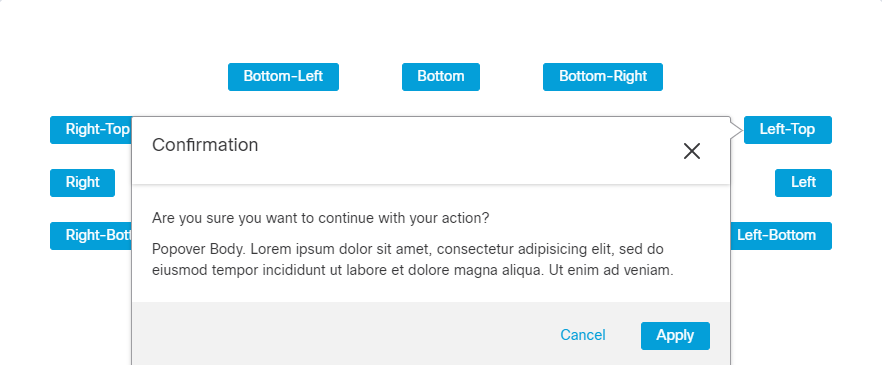 Bottom-Left Bottom Bottom-Right
Right-Top Left-Top
Confirmation
Right Left
Are you sure you want to continue with your action?
Right-Bott Left-Bottom
Popover Body. Lorem ipsum dolor sit amet, consectetur adipisicing elit, sed do
eiusmod tempor incididunt ut labore et dolore magna aliqua. Ut enim ad veniam.
Cancel Apply